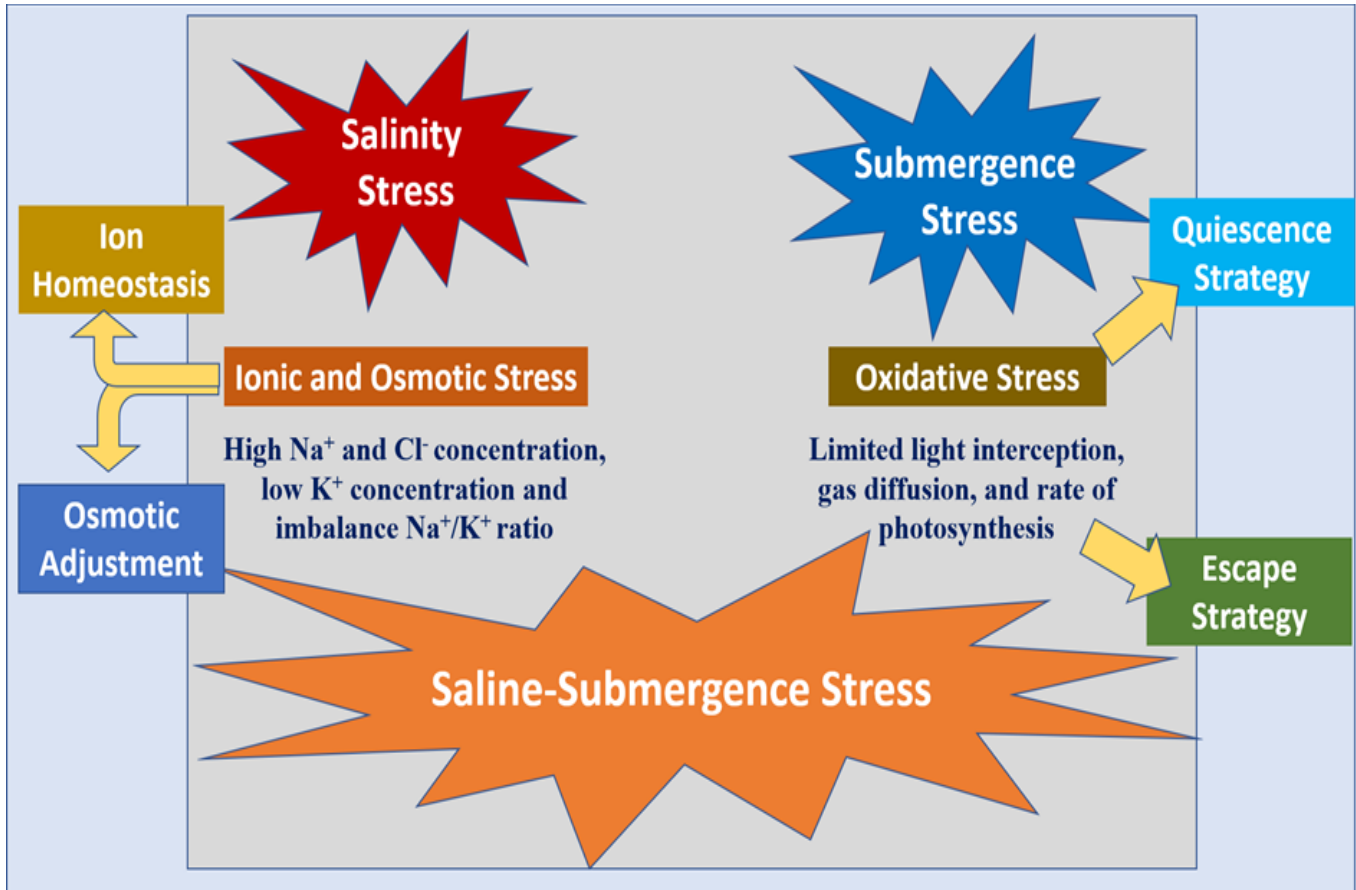 Salinity
Stress
Submergence
Stress
Ion
Homeostasis
Quiescence
Strategy
Ionic and Osmotic Stress
Oxidative Stress
High Na⁺ and Cl⁻ concentration,
low K⁺ concentration and
imbalance Na⁺/K⁺ ratio
Limited light interception,
gas diffusion, and rate of
photosynthesis
Osmotic
Adjustment
Escape
Strategy
Saline-Submergence Stress